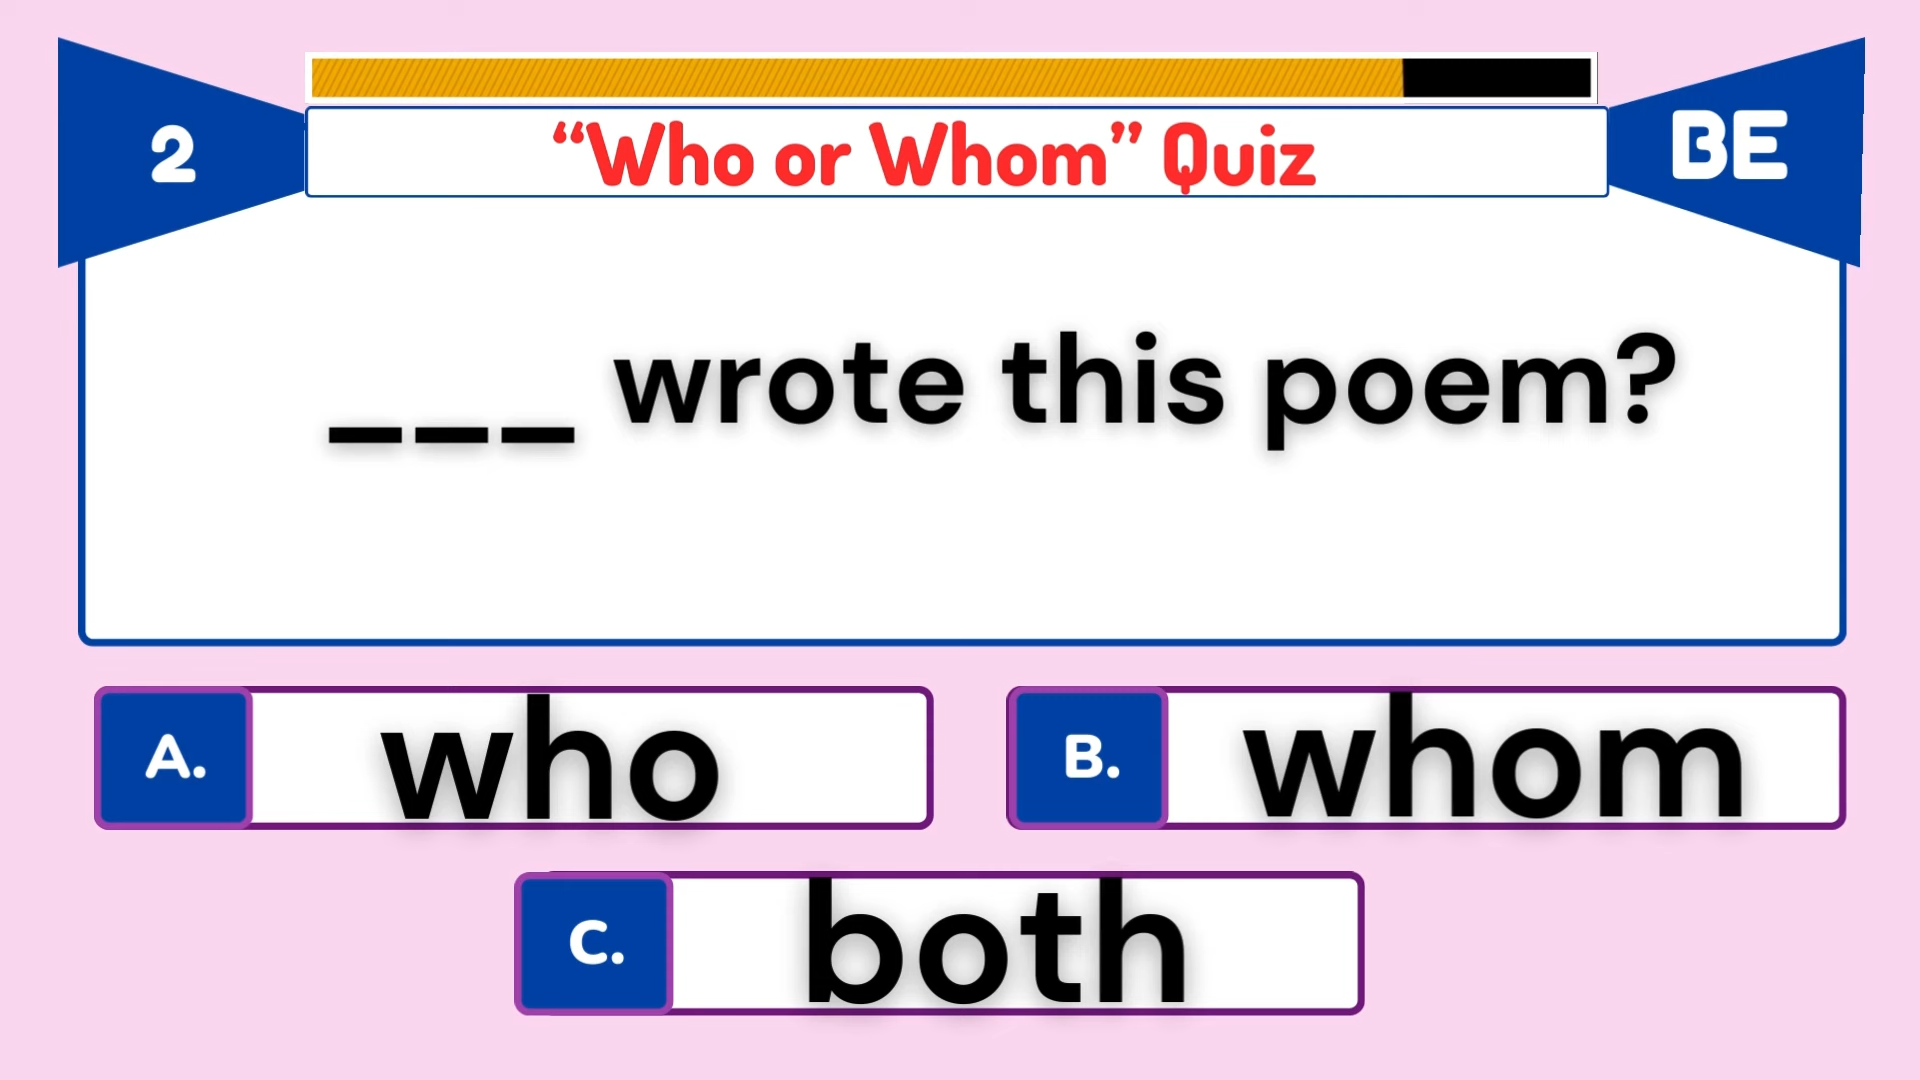 2
“Who or Whom” Quiz
BE
___ wrote this poem?
A. who
B. whom
C. both